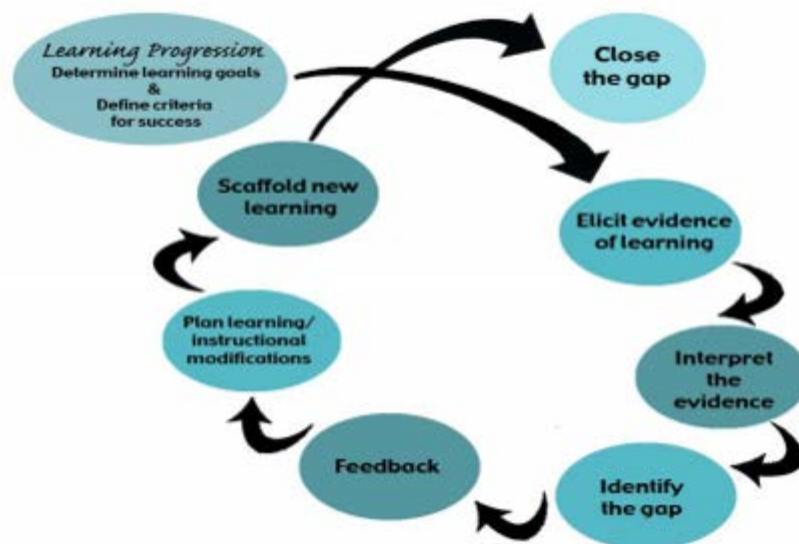 Learning Progression
Determine learning goals
&
Define criteria
for success
Close
the gap
Scaffold new
learning
Elicit evidence
of learning
Plan learning/
instructional
modifications
Interpret
the
evidence
Feedback
Identify
the gap